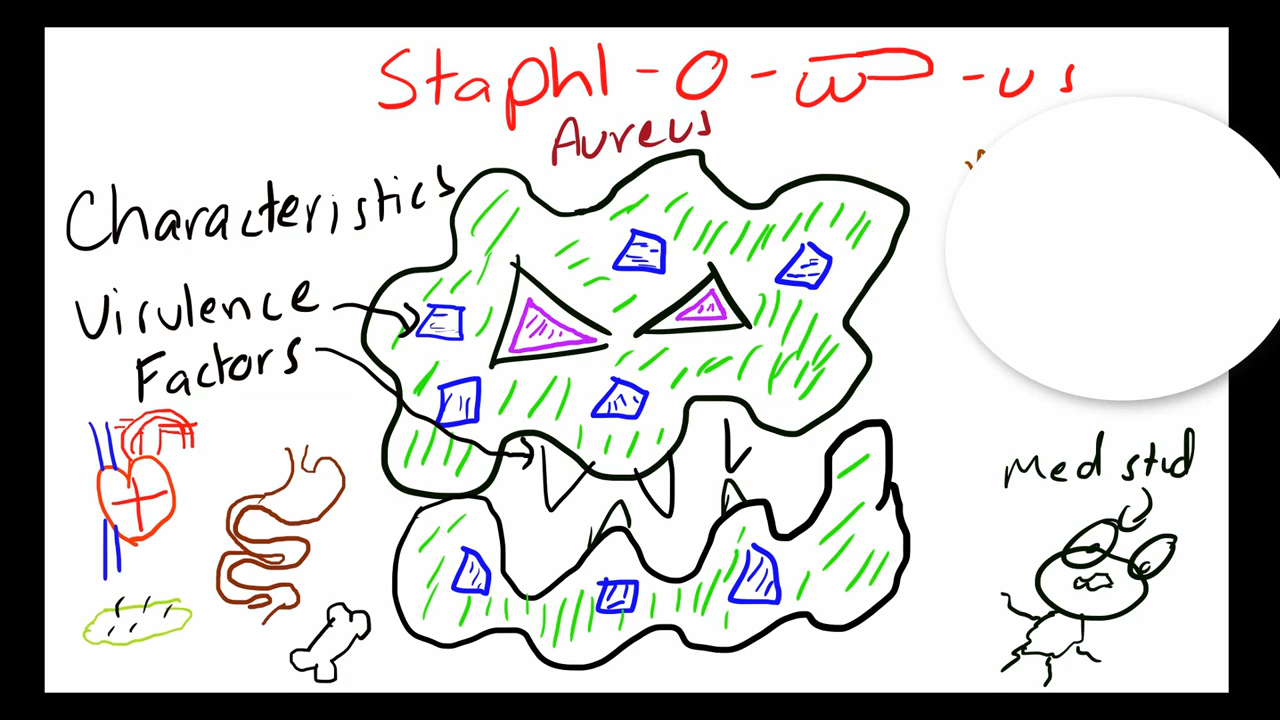 Staphl-O-ω-us
Aureus
Characteristics
Virulence
Factors
Med stud